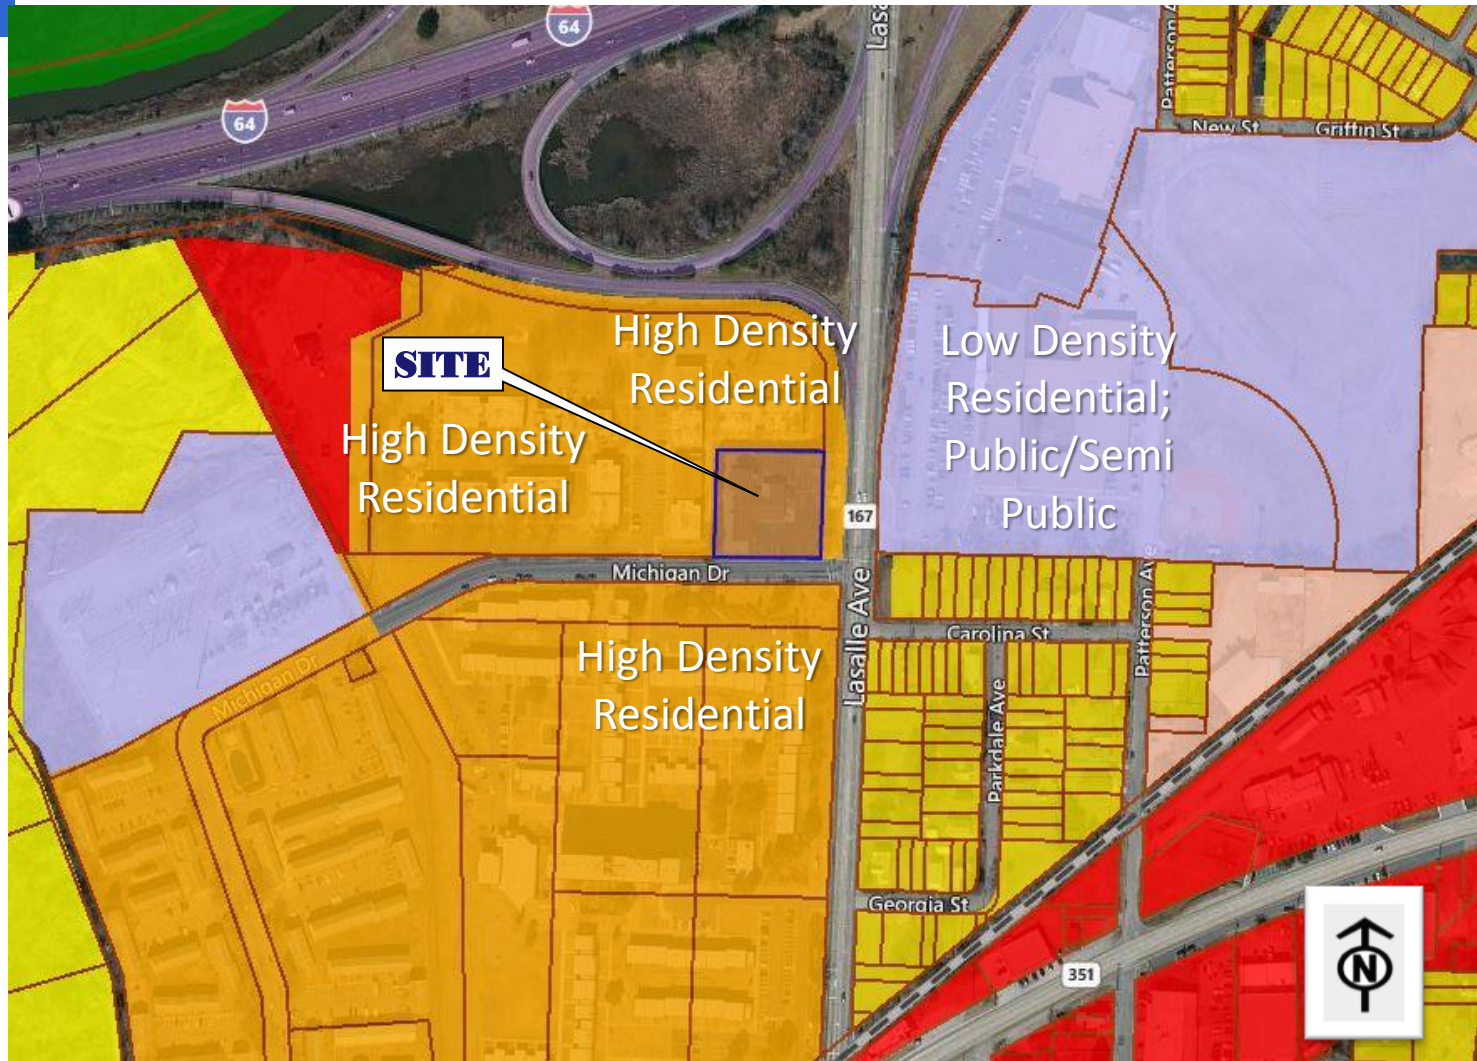 64
Lasa
64
Patterson A
New St
Griffin St
High Density
Residential
Low Density
Residential;
Public/Semi
Public
SITE
High Density
Residential
167
Michigan Dr
Lasalle Ave
Patterson Ave
Carolina St
High Density
Residential
Michigan Dr
Parkdale Ave
Georgia St
351
N